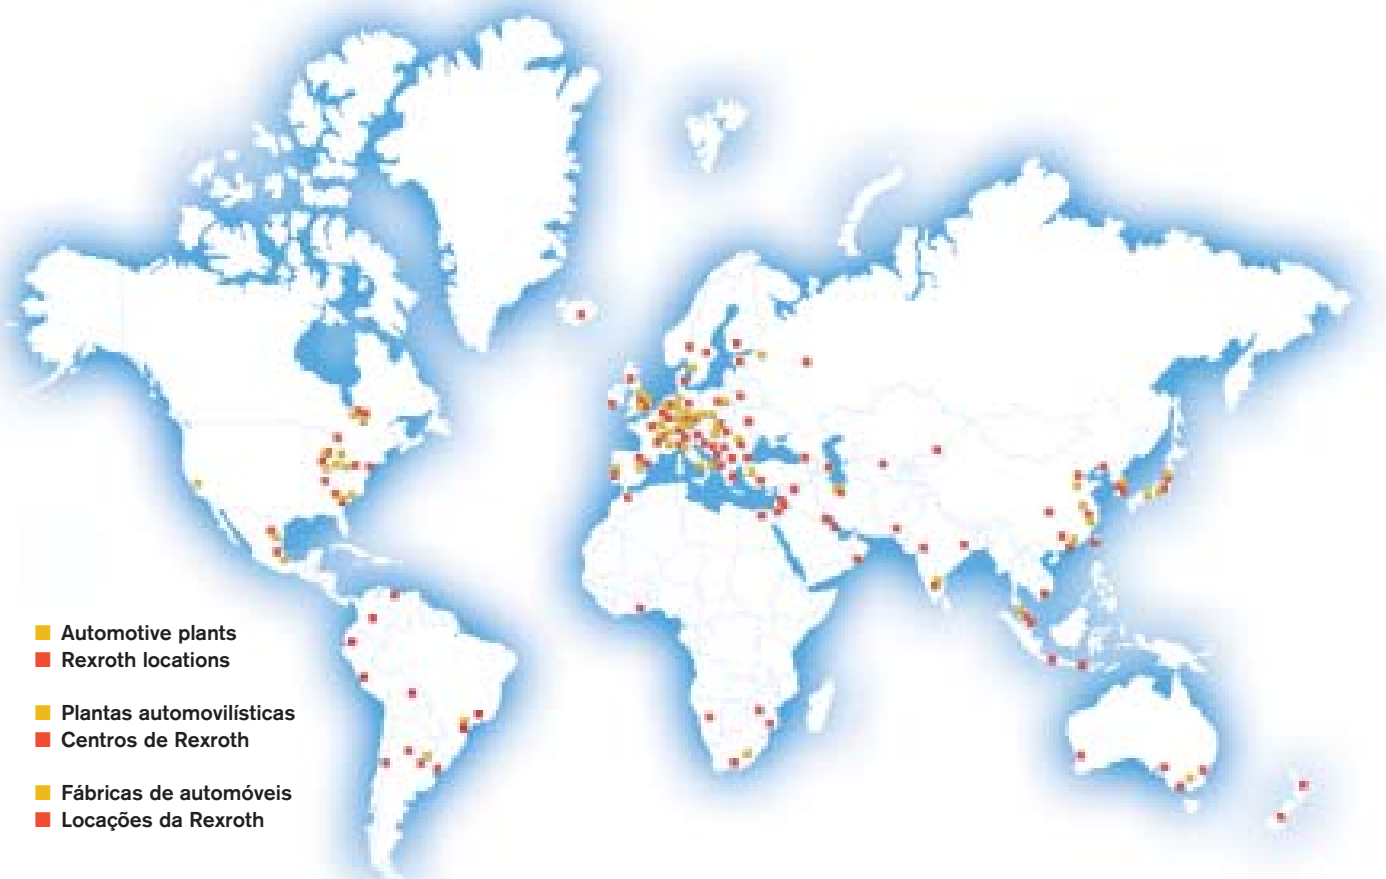 Automotive plants
Rexroth locations
Plantas automovilísticas
Centros de Rexroth
Fábricas de automóveis
Locações da Rexroth